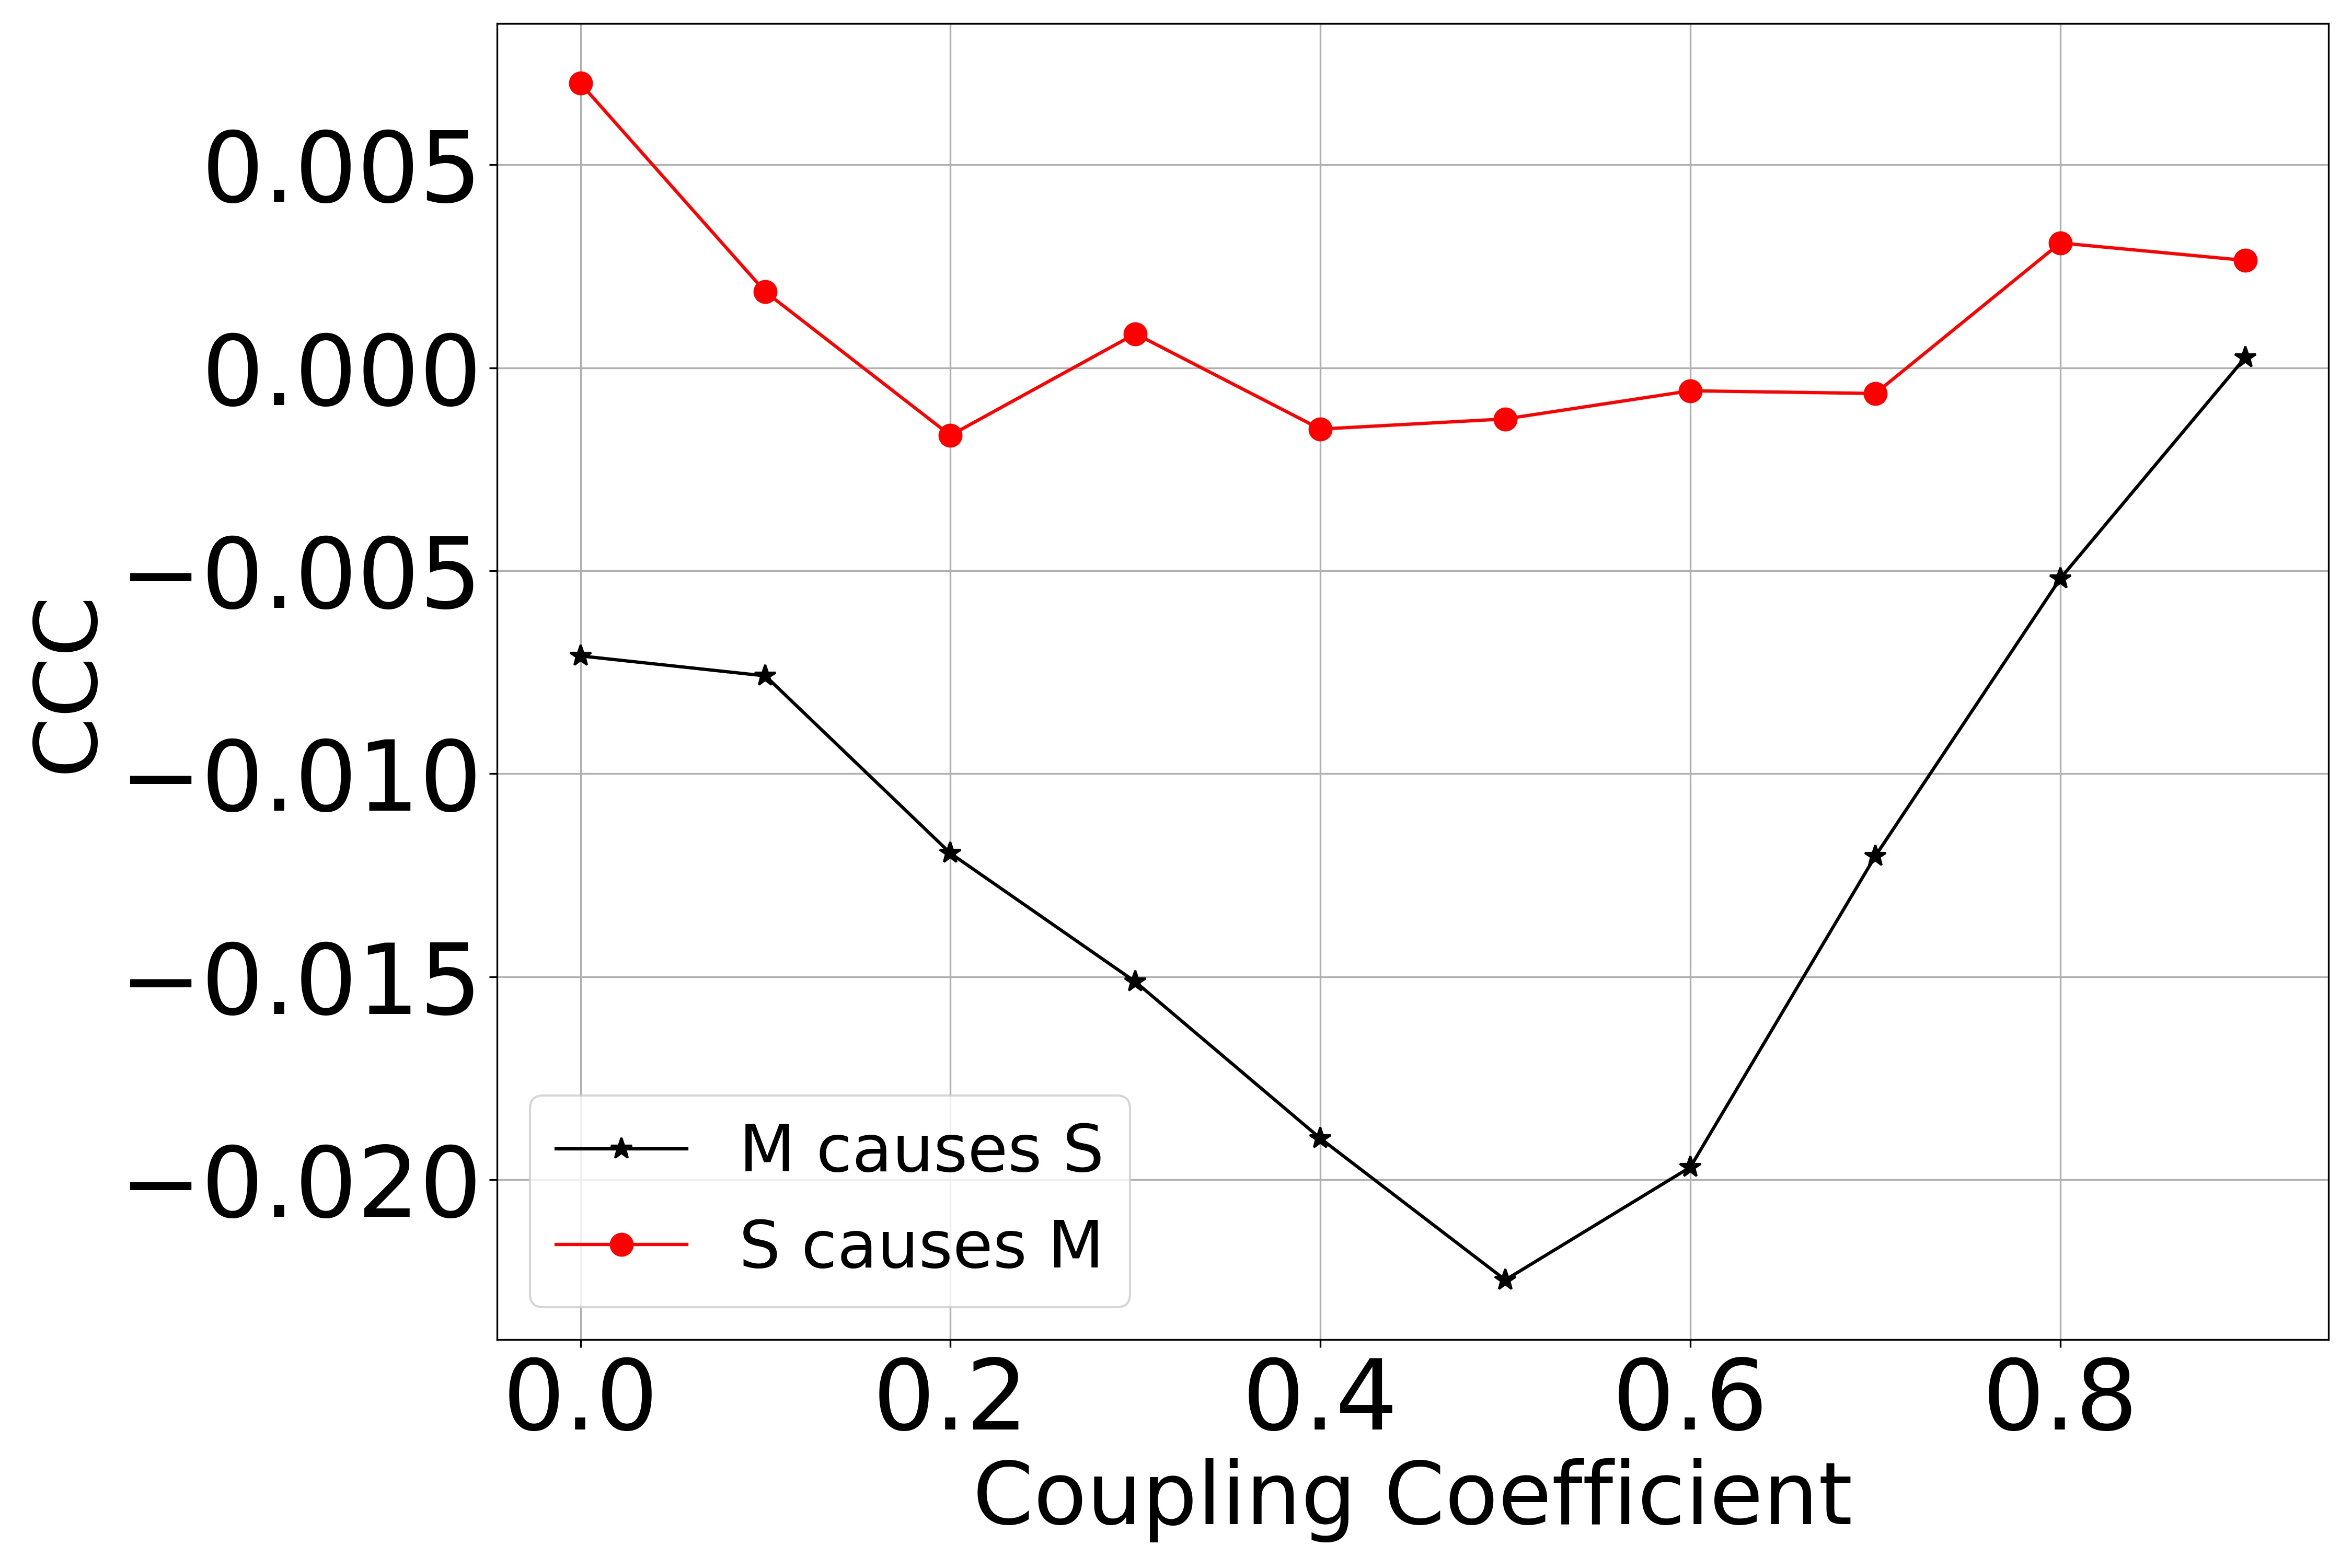 0.005
0.000
−0.005
−0.010
−0.015
−0.020
CCC
M causes S
S causes M
0.0 0.2 0.4 0.6 0.8
Coupling Coefficient